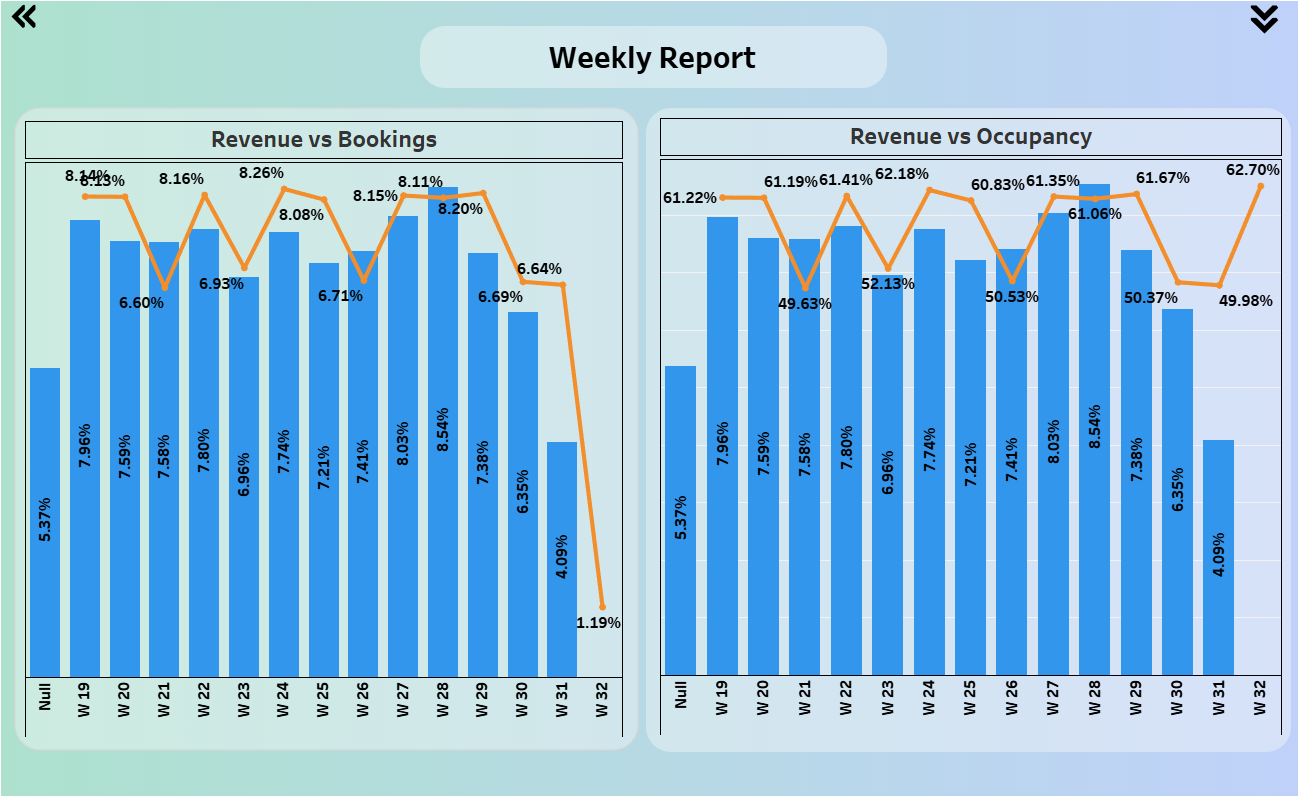 Weekly Report
Revenue vs Bookings
8.14%
8.13%
6.60%
8.16%
6.93%
8.26%
8.08%
6.71%
8.15%
8.11%
8.20%
6.69%
6.64%
1.19%
5.37%
7.96%
7.59%
7.58%
7.80%
6.96%
7.74%
7.21%
7.41%
8.03%
8.54%
7.38%
6.35%
4.09%
Null
W 19
W 20
W 21
W 22
W 23
W 24
W 25
W 26
W 27
W 28
W 29
W 30
W 31
W 32
Revenue vs Occupancy
61.22%
61.19%
49.63%
61.41%
52.13%
62.18%
60.83%
50.53%
61.35%
61.06%
61.67%
50.37%
49.98%
62.70%
5.37%
7.96%
7.59%
7.58%
7.80%
6.96%
7.74%
7.21%
7.41%
8.03%
8.54%
7.38%
6.35%
4.09%
Null
W 19
W 20
W 21
W 22
W 23
W 24
W 25
W 26
W 27
W 28
W 29
W 30
W 31
W 32